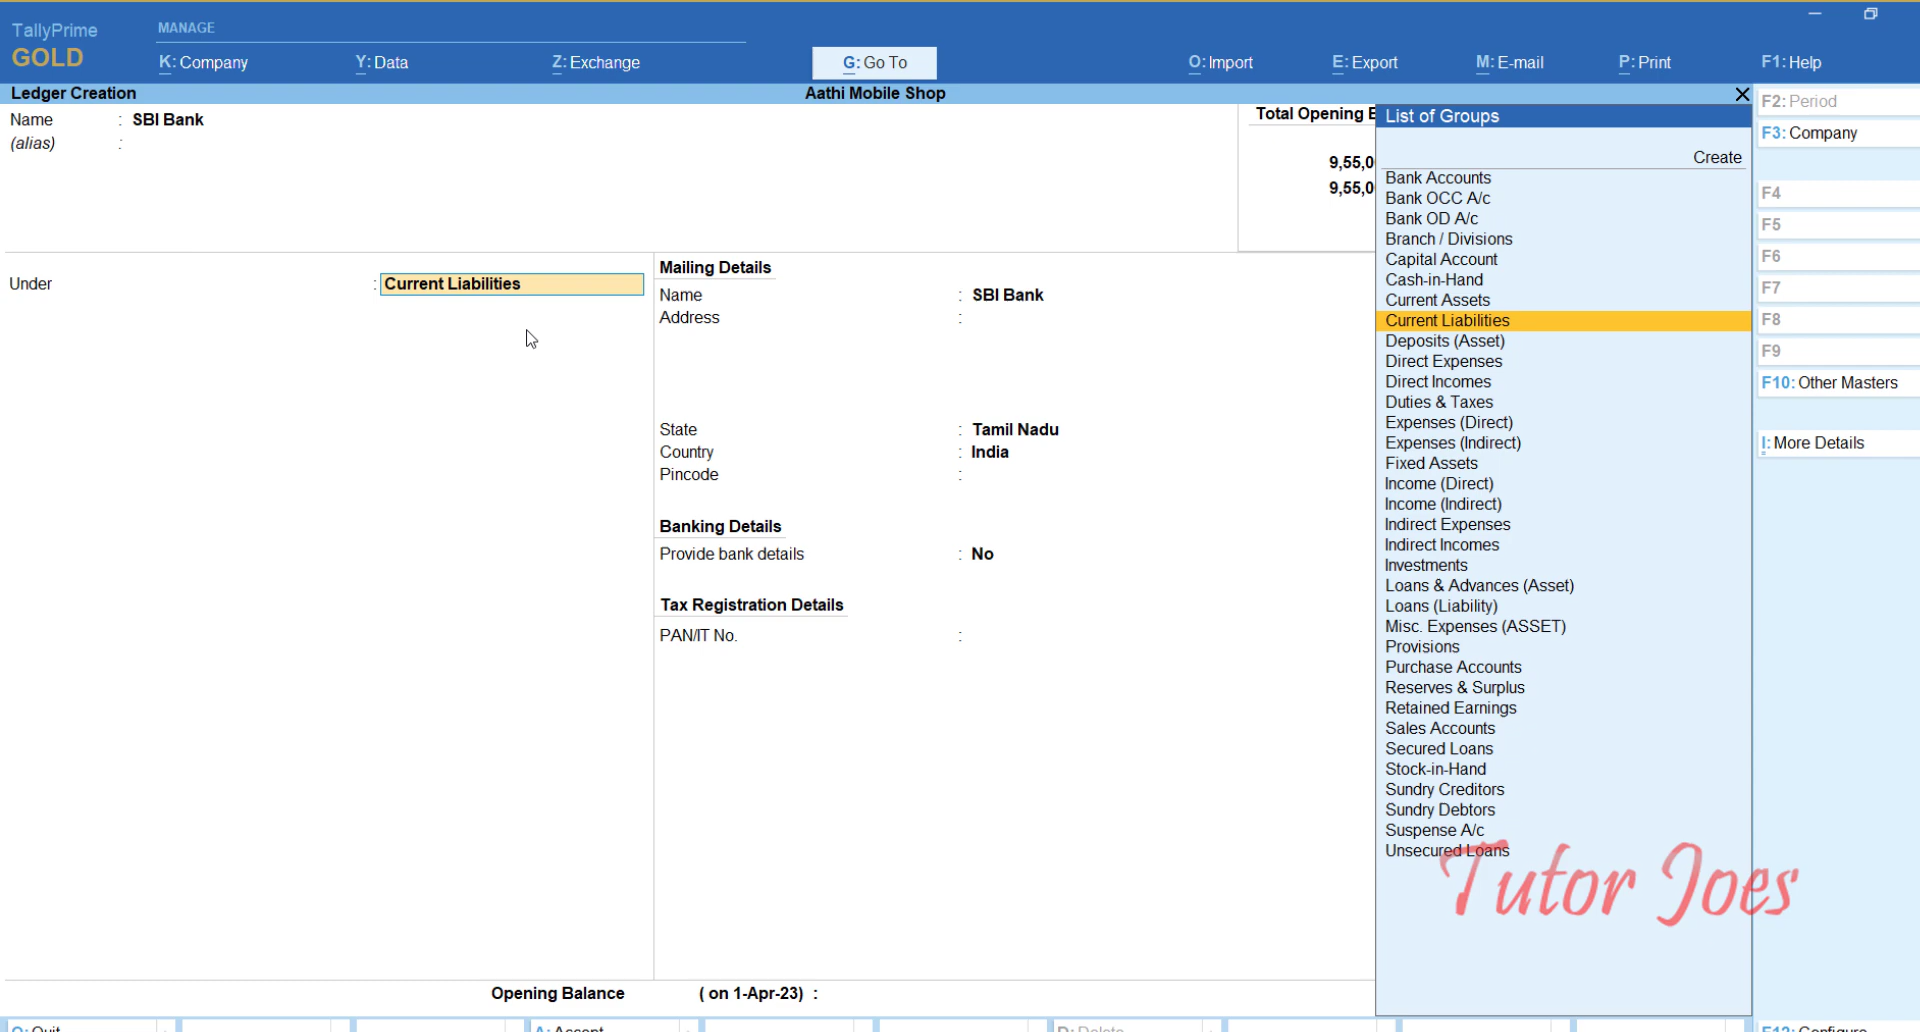 TallyPrime
GOLD
MANAGE
K: Company
Y: Data
Z: Exchange
G: Go To
O: Import
E: Export
M: E-mail
P: Print
F1: Help
Ledger Creation
Aathi Mobile Shop
Name : SBI Bank
(alias) :
Total Opening
9,55,0
9,55,0
Under : Current Liabilities
Mailing Details
Name : SBI Bank
Address :
State : Tamil Nadu
Country : India
Pincode :
Banking Details
Provide bank details : No
Tax Registration Details
PAN/IT No. :
Opening Balance ( on 1-Apr-23) :
List of Groups
Create
Bank Accounts
Bank OCC A/c
Bank OD A/c
Branch / Divisions
Capital Account
Cash-in-Hand
Current Assets
Current Liabilities
Deposits (Asset)
Direct Expenses
Direct Incomes
Duties & Taxes
Expenses (Direct)
Expenses (Indirect)
Fixed Assets
Income (Direct)
Income (Indirect)
Indirect Expenses
Indirect Incomes
Investments
Loans & Advances (Asset)
Loans (Liability)
Misc. Expenses (ASSET)
Provisions
Purchase Accounts
Reserves & Surplus
Retained Earnings
Sales Accounts
Secured Loans
Stock-in-Hand
Sundry Creditors
Sundry Debtors
Suspense A/c
Unsecured Loans
Tutor Joes
F2: Period
F3: Company
F4
F5
F6
F7
F8
F9
F10: Other Masters
I: More Details
Q: Quit
A: Accept
D: Delete
F12: Configure